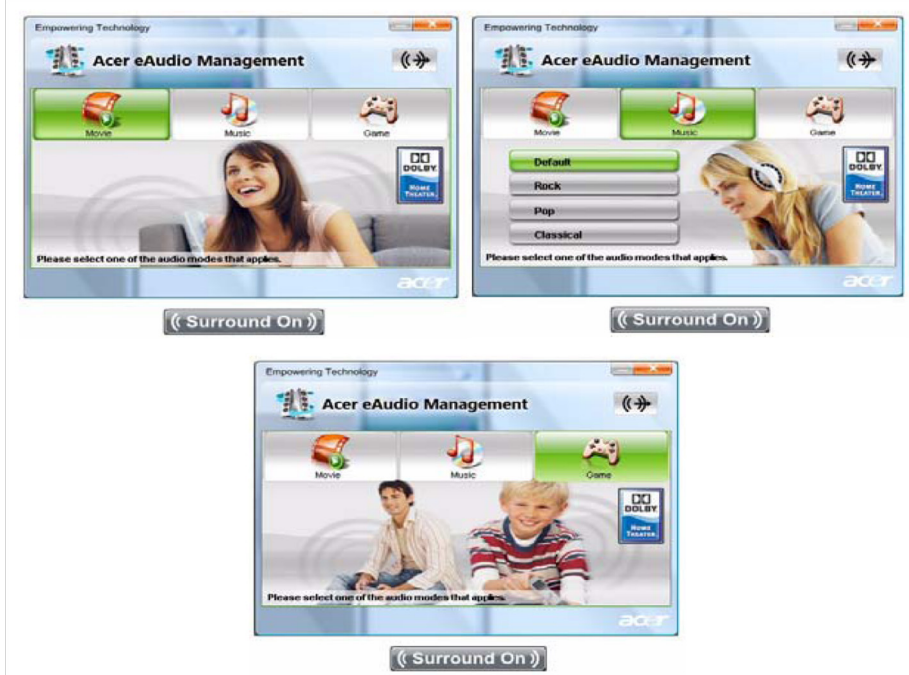 Empowering Technology
Acer eAudio Management
Movie Music Game
DOLBY
HOME THEATER
Please select one of the audio modes that applies.
acer
(( Surround On ))
Empowering Technology
Acer eAudio Management
Movie Music Game
Default
Rock
Pop
Classical
DOLBY
HOME THEATER
Please select one of the audio modes that applies.
acer
(( Surround On ))
Empowering Technology
Acer eAudio Management
Movie Music Game
DOLBY
HOME THEATER
Please select one of the audio modes that applies.
acer
(( Surround On ))